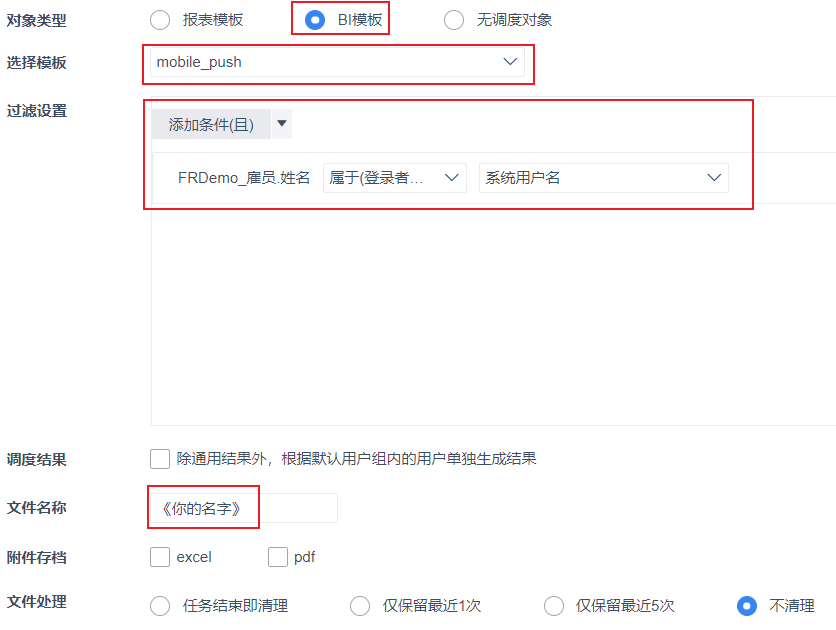 对象类型 报表模板 BI模板 无调度对象
选择模板 mobile_push
过滤设置
添加条件(且)
FRDemo_雇员.姓名 属于(登录者... 系统用户名
调度结果 除通用结果外，根据默认用户组内的用户单独生成结果
文件名称 《你的名字》
附件存档 excel pdf
文件处理 任务结束即清理 仅保留最近1次 仅保留最近5次 不清理